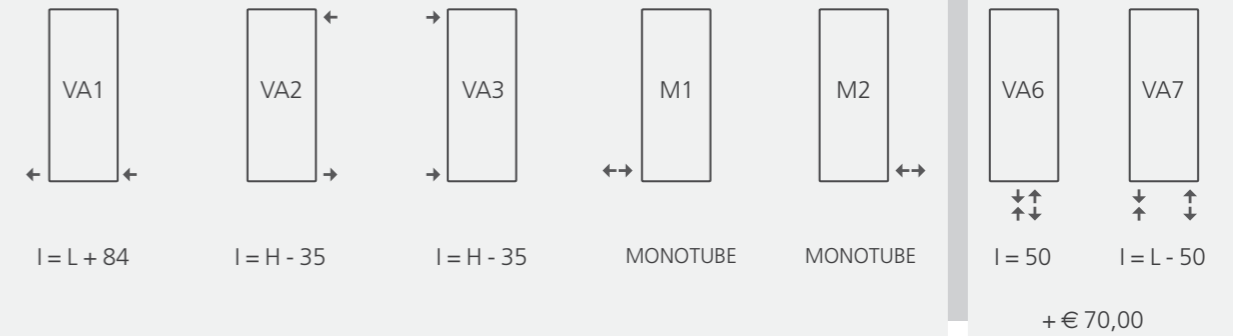 VA1 VA2 VA3 M1 M2 VA6 VA7
I = L + 84 I = H - 35 I = H - 35 MONOTUBE MONOTUBE I = 50 I = L - 50
+ € 70,00